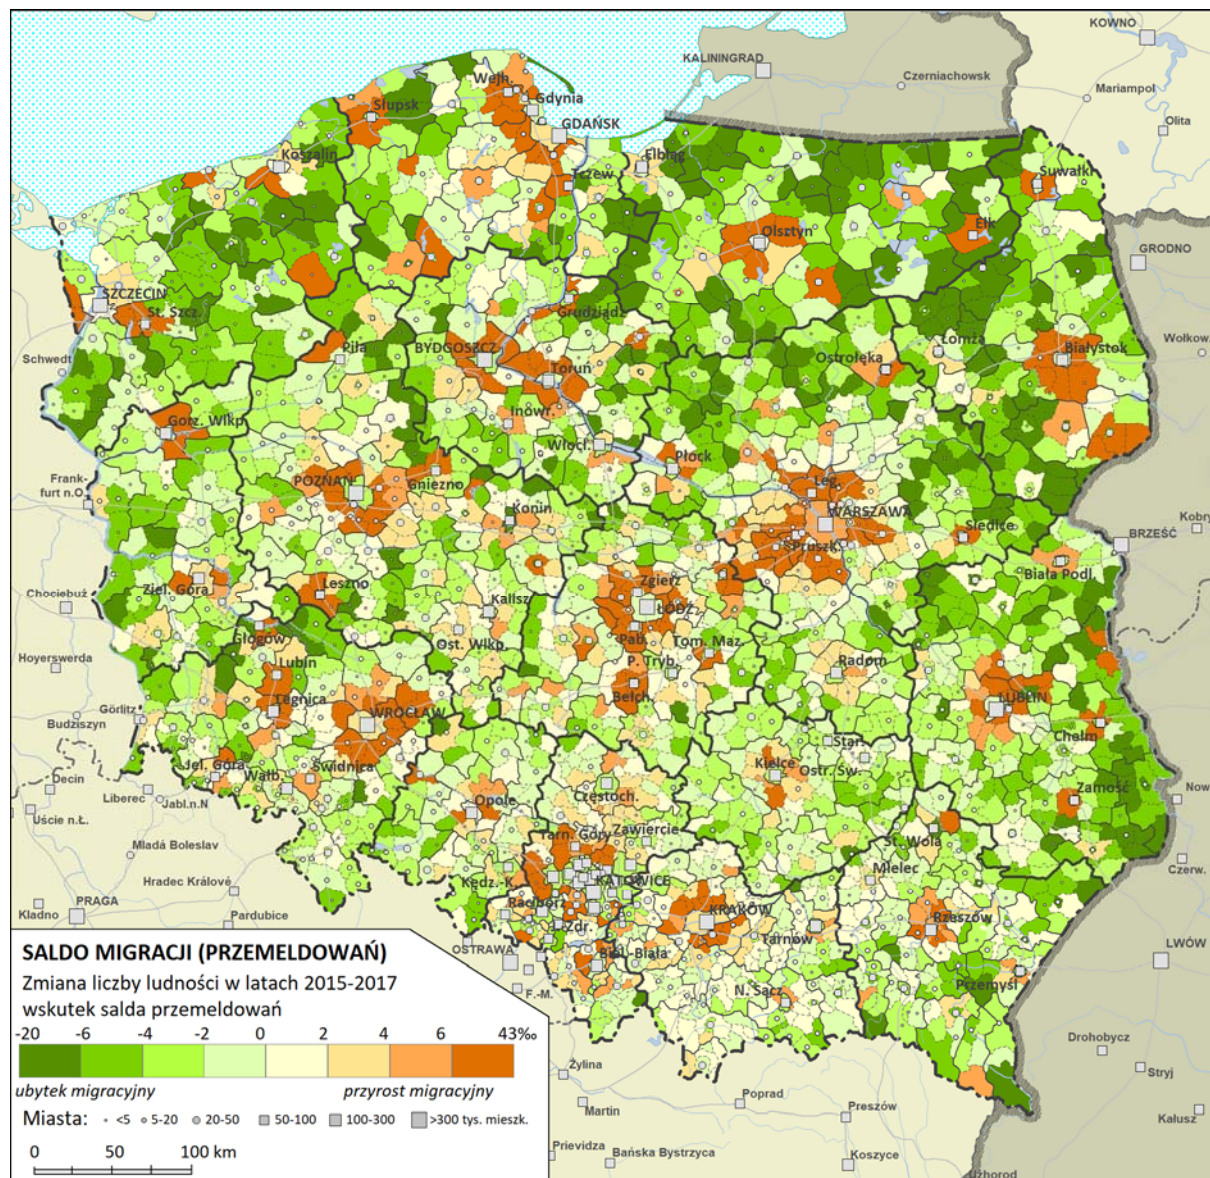 KOWNO
KALININGRAD
Czerniachowsk
Mariampol
Olita
Wejh.
Gdynia
Słupsk
GDAŃSK
Koszalin
Elbląg
Tczew
Suwałki
Olsztyn
Ełk
GRODNO
SZCZECIN
St. Szcz.
Grudziądz
Schwedt
Piła
BYDGOSZCZ
Ostrołęka
Łomża
Białystok
Wołkow.
Toruń
Inowr.
Gorz. Wlkp.
Włocł.
Płock
Frank-
furt n.O.
POZNAŃ
Gniezno
Leg.
Konin
WARSZAWA
Kobry
Siedlce
BRZEŚĆ
Pruszk.
Biała Podl.
Ziel. Góra
Leszno
Zgierz
Chociebuż
Kalisz
ŁÓDŹ
Głogów
Ost. Wlkp.
Pab.
Tom. Maz.
Hoyerswerda
Lubin
P. Tryb.
Radom
Bełch.
LUBLIN
Legnica
Görlitz
WROCŁAW
Budziszyn
Chełm
Star.
Jel. Góra
Świdnica
Kielce
Ostr. Św.
Wałb.
Decin
Liberec
Jabl.n.N
Częstoch.
Zamość
Now
Opole
Uście n.Ł.
Tarn. Góry
Zawiercie
St. Wola
Mladá Boleslav
Mielec
Czerw.
Hradec Králové
Kędz.-K.
KATOWICE
Kladno
PRAGA
Racibórz
KRAKÓW
Rzeszów
Pardubice
J.-Zdr.
Tarnów
LWÓW
OSTRAWA
Biel.-Biała
Przemyśl
F.-M.
N. Sącz
Drohobycz
Żylina
Stryj
Poprad
Martin
Preszów
Kałusz
Prievidza
Bańska Bystrzyca
Koszyce
Użhorod
SALDO MIGRACJI (PRZEMELDOWAŃ)
Zmiana liczby ludności w latach 2015-2017
wskutek salda przemeldowań
-20 -6 -4 -2 0 2 4 6 43‰
ubytek migracyjny przyrost migracyjny
Miasta: <5 5-20 20-50 50-100 100-300 >300 tys. mieszk.
0 50 100 km